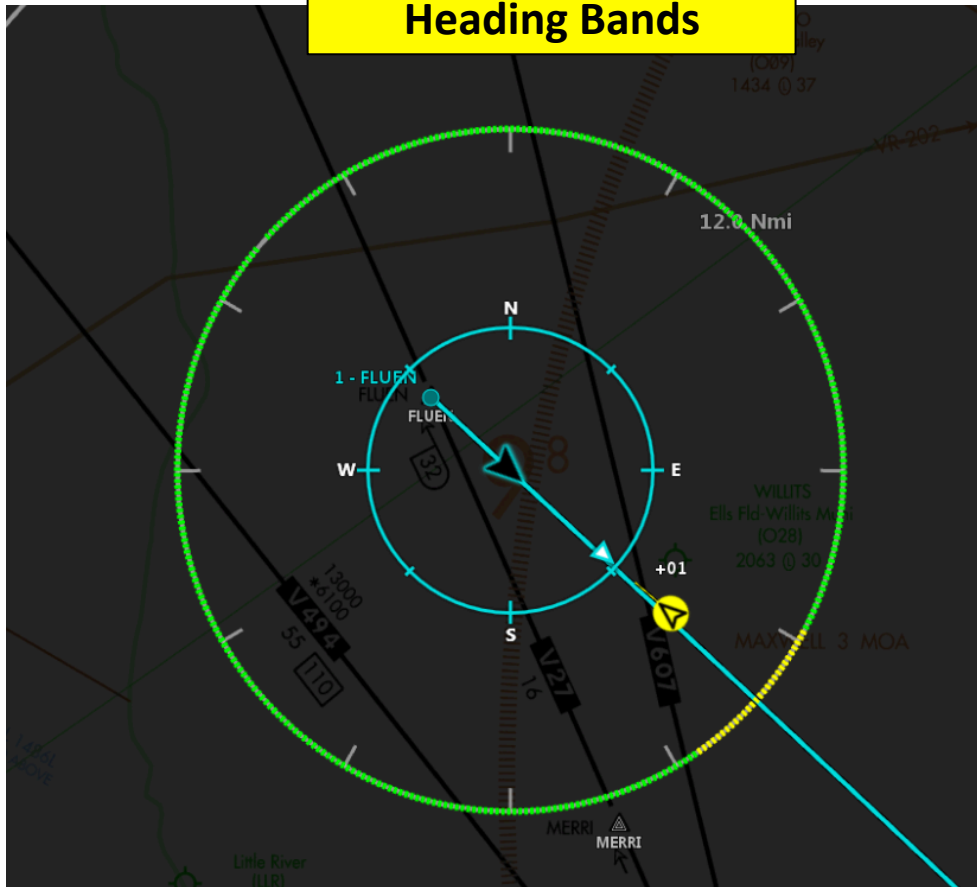 Heading Bands
(O09)
1434 37
VR-202
12.0 Nmi
N
1 - FLUEN
FLUEN
FLUEN
32
8
W
E
WILLITS
Ells Fld-Willits Muni
(O28)
2063 30
+01
S
13000
*6100
V494
55
110
V27
16
V607
MAXWELL 3 MOA
MERRI
MERRI
Little River
(LLR)